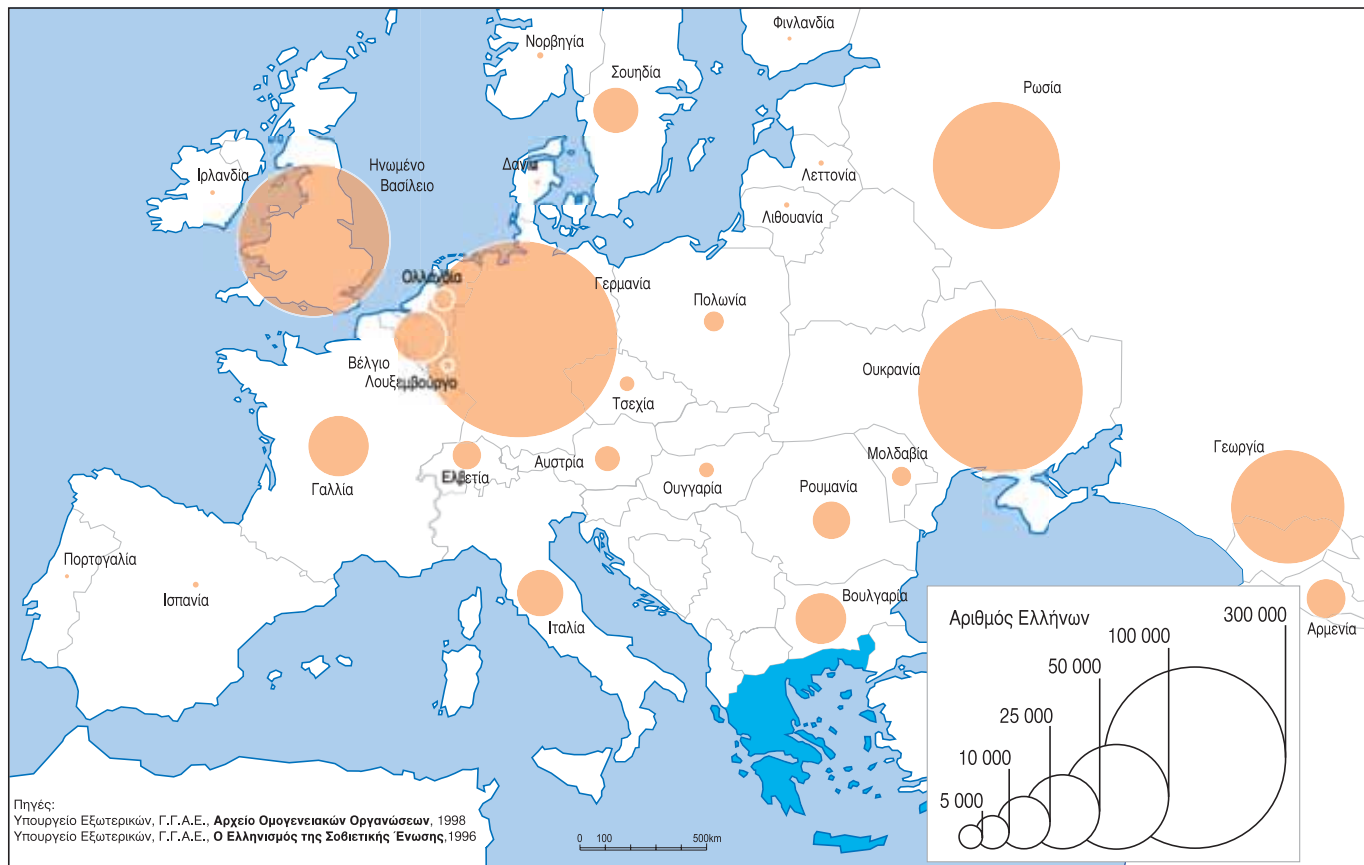 Φινλανδία
Νορβηγία
Σουηδία
Ρωσία
Ηνωμένο
Βασίλειο
Δανία
Ιρλανδία
Λεττονία
Λιθουανία
Ολλανδία
Γερμανία
Πολωνία
Βέλγιο
Λουξεμβούργο
Ουκρανία
Τσεχία
Γεωργία
Γαλλία
Ελβετία
Αυστρία
Ουγγαρία
Μολδαβία
Ρουμανία
Πορτογαλία
Ισπανία
Ιταλία
Βουλγαρία
Αρμενία
Αριθμός Ελλήνων
300 000
100 000
50 000
25 000
10 000
5 000
Πηγές:
Υπουργείο Εξωτερικών, Γ.Γ.Α.Ε., Αρχείο Ομογενειακών Οργανώσεων, 1998
Υπουργείο Εξωτερικών, Γ.Γ.Α.Ε., Ο Ελληνισμός της Σοβιετικής Ένωσης,1996
0 100 500km